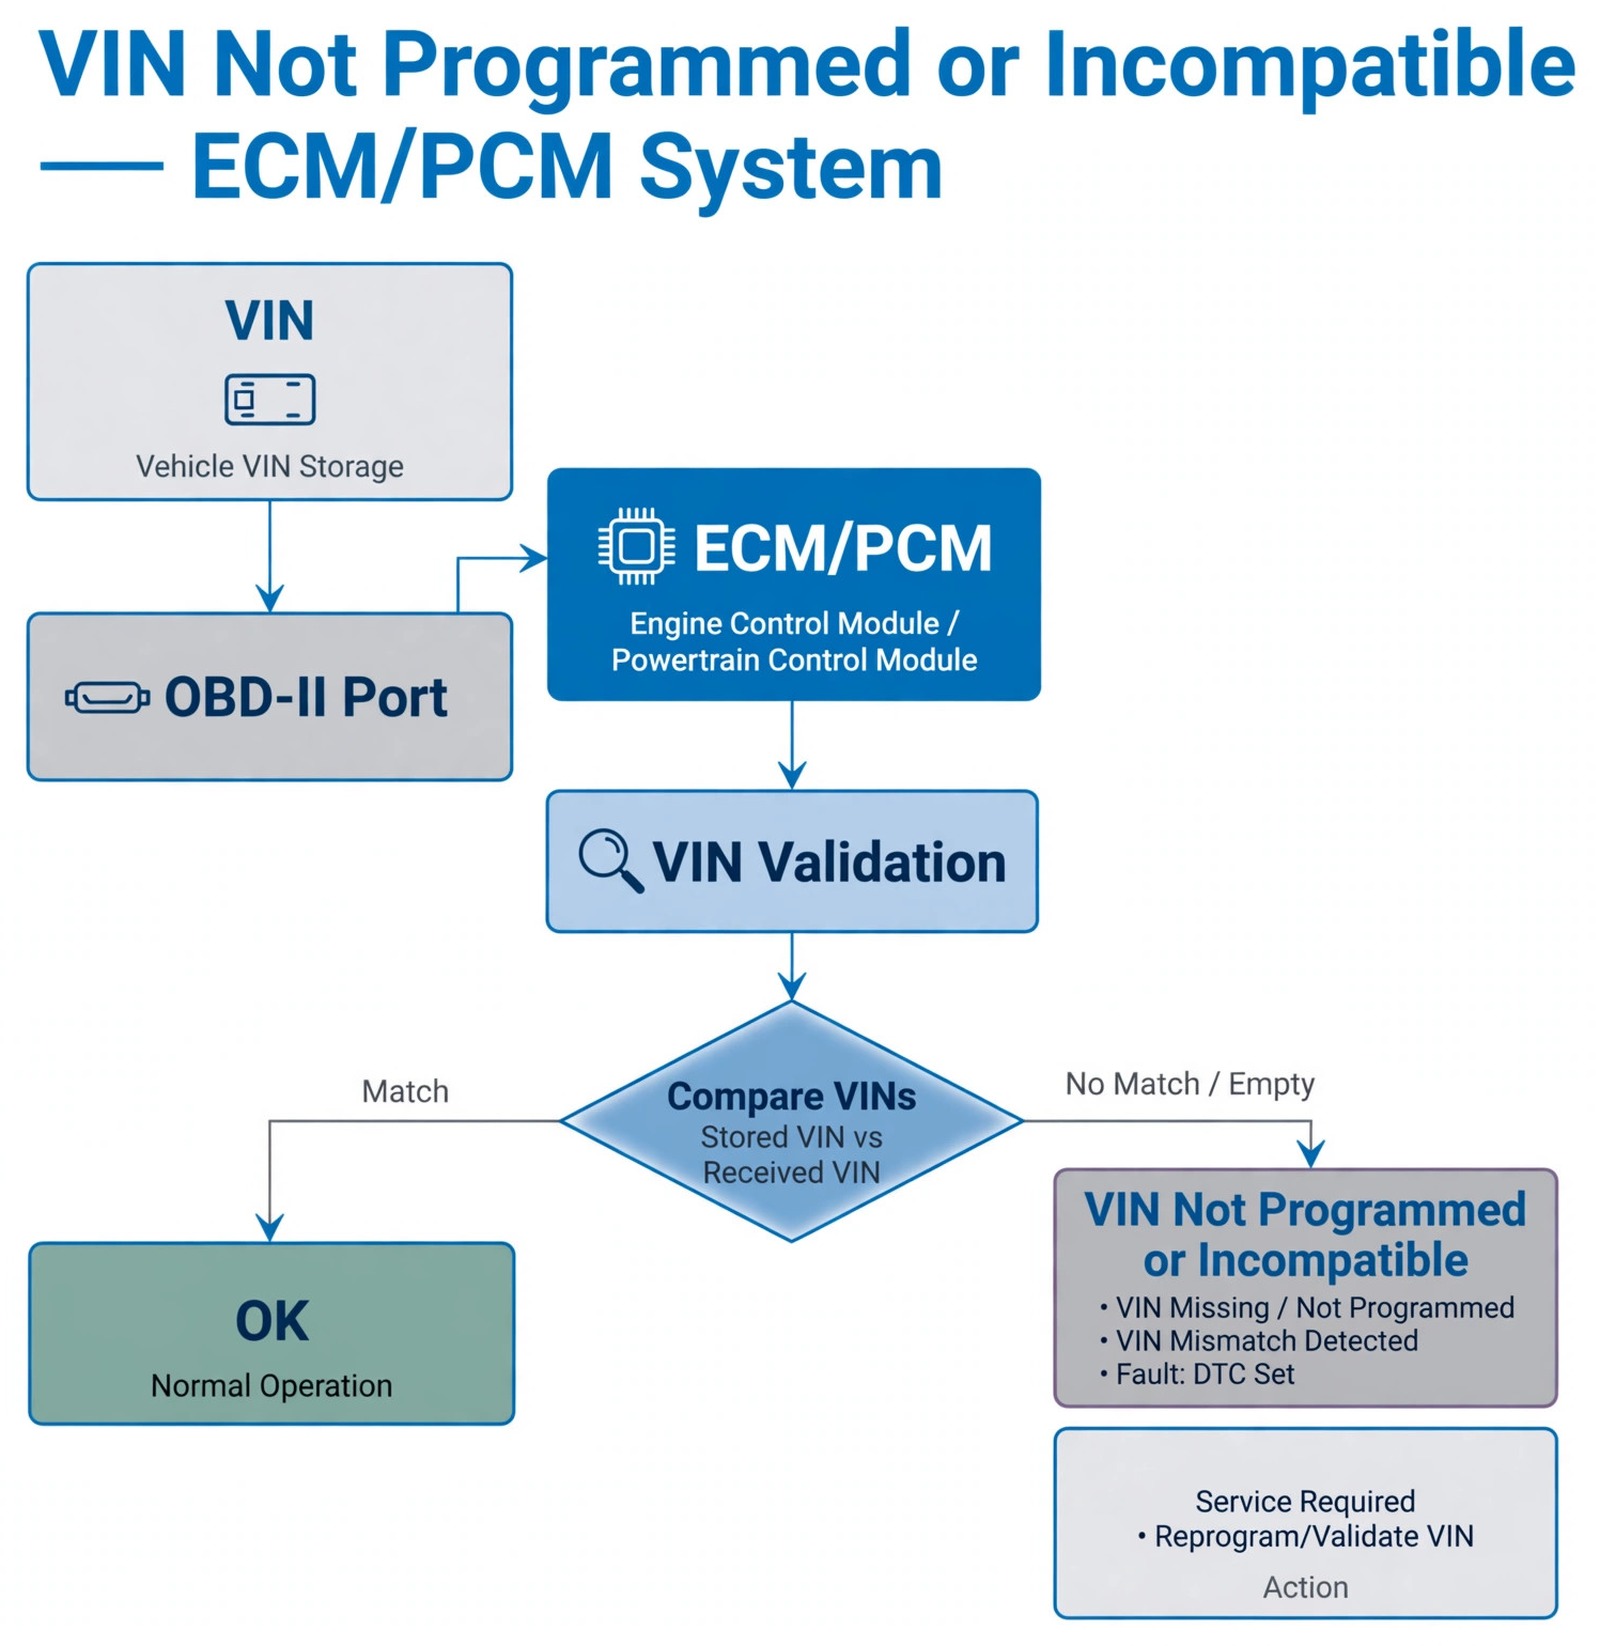 VIN Not Programmed or Incompatible
— ECM/PCM System
VIN
Vehicle VIN Storage
OBD-II Port
ECM/PCM
Engine Control Module /
Powertrain Control Module
VIN Validation
Compare VINs
Stored VIN vs
Received VIN
Match
No Match / Empty
OK
Normal Operation
VIN Not Programmed
or Incompatible
• VIN Missing / Not Programmed
• VIN Mismatch Detected
• Fault: DTC Set
Service Required
• Reprogram/Validate VIN
Action